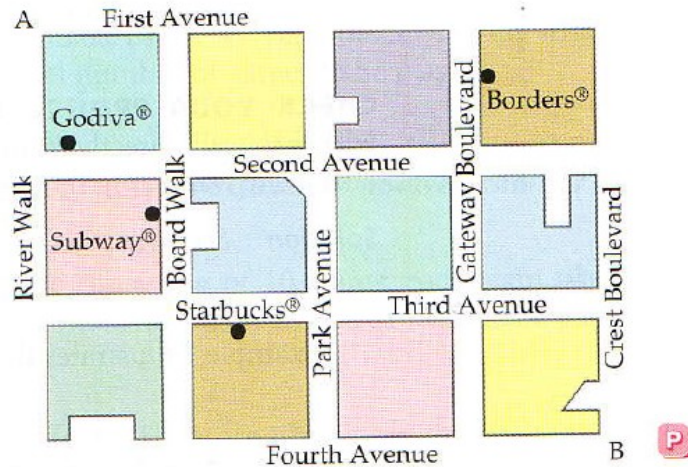 A
First Avenue
Godiva®
Borders®
Gateway Boulevard
Second Avenue
River Walk
Board Walk
Subway®
Crest Boulevard
Starbucks®
Park Avenue
Third Avenue
Fourth Avenue
B
P